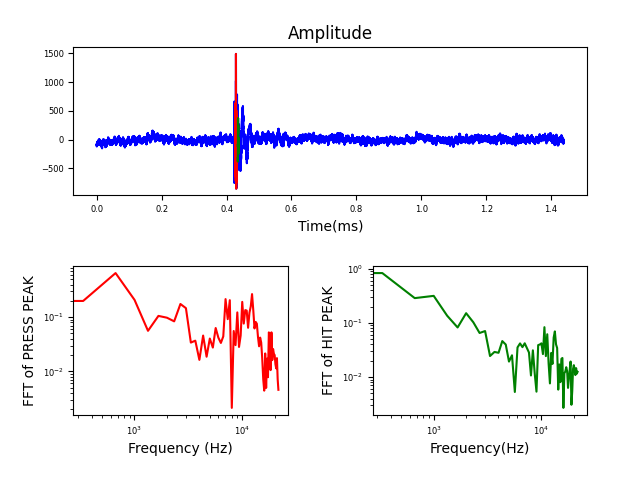 Amplitude
1500
1000
500
0
−500
0.0 0.2 0.4 0.6 0.8 1.0 1.2 1.4
Time(ms)
FFT of PRESS PEAK
10⁻¹
10⁻²
10³ 10⁴
Frequency (Hz)
FFT of HIT PEAK
10⁰
10⁻¹
10⁻²
10³ 10⁴
Frequency(Hz)